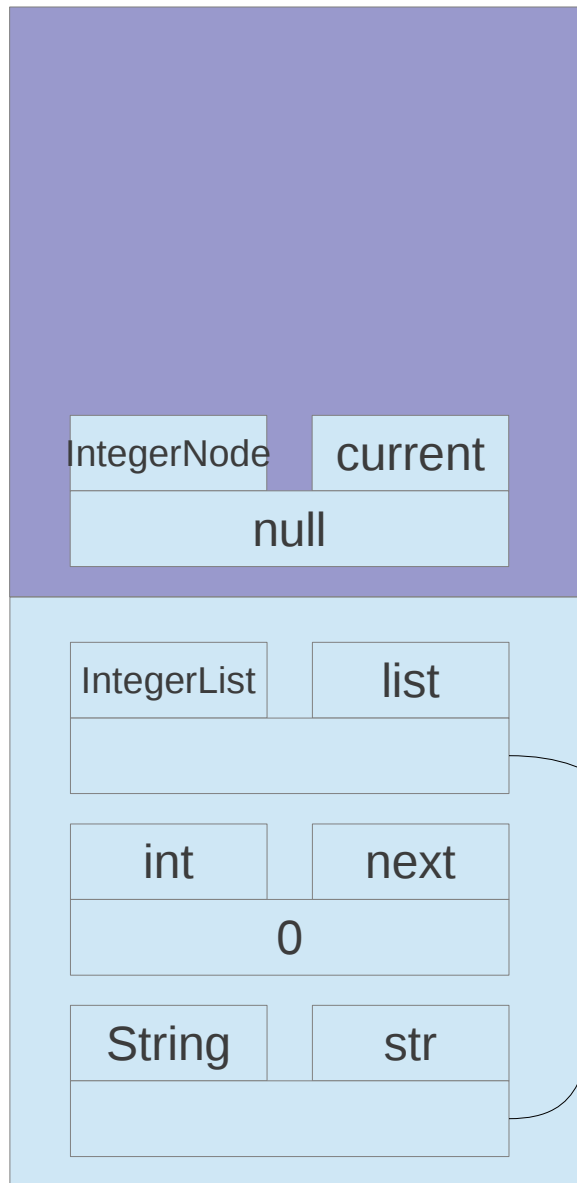 IntegerNode current
null
IntegerList list
int next
0
String str